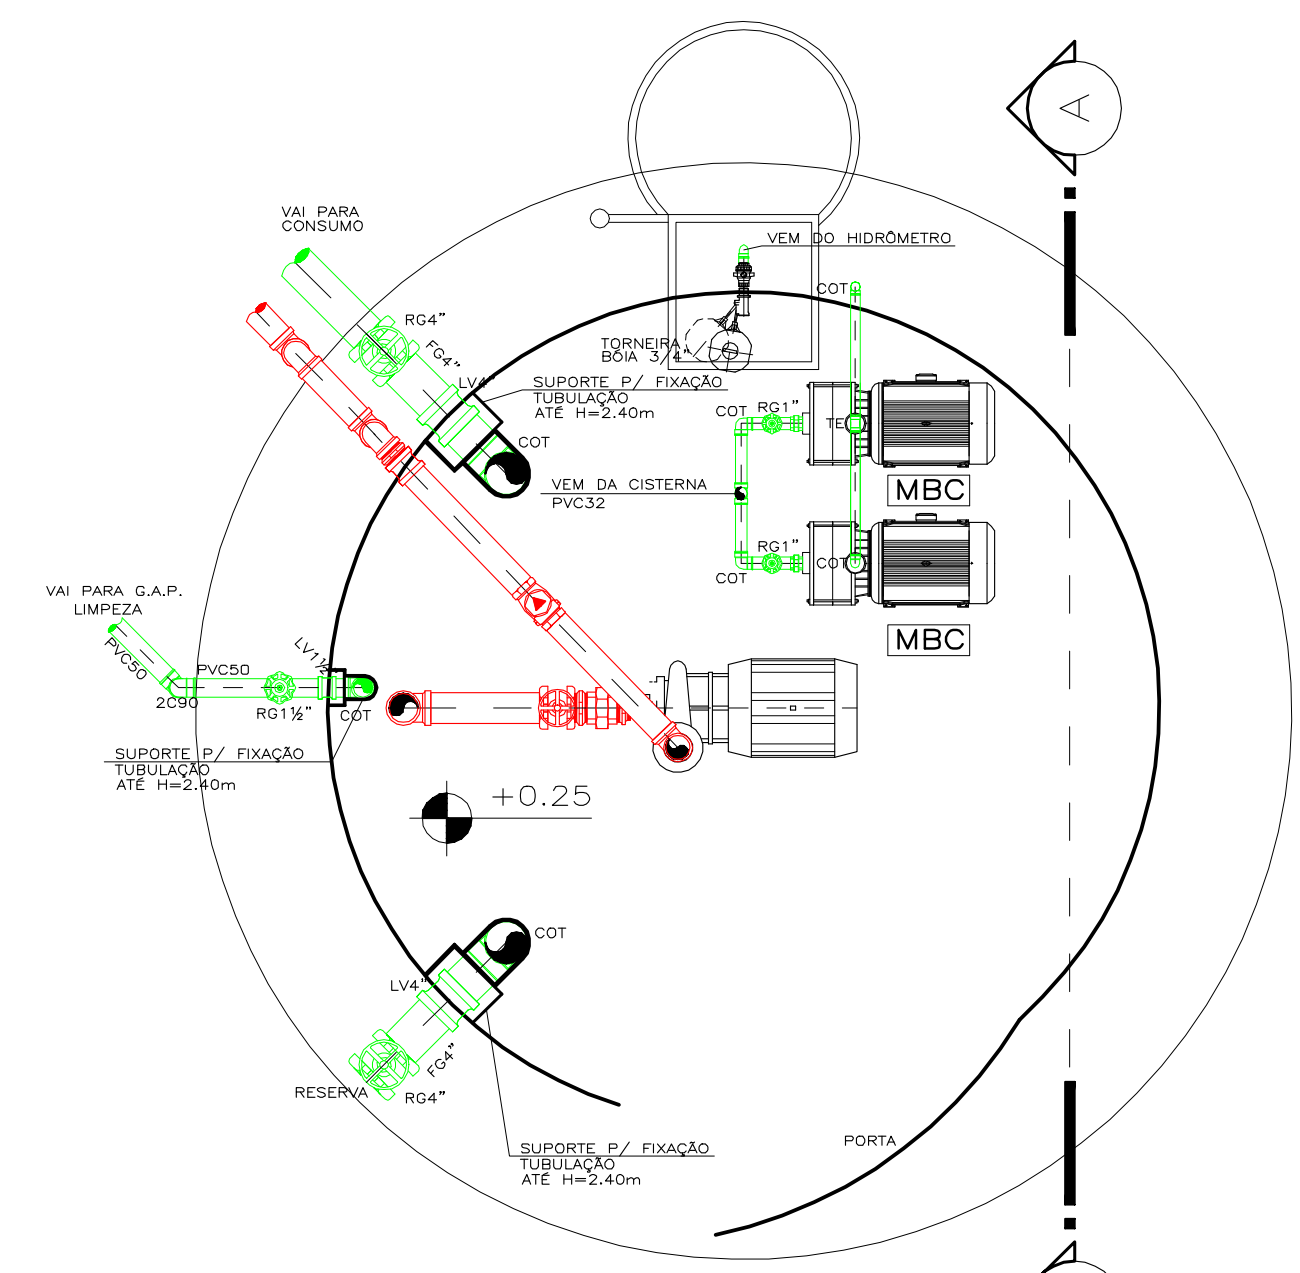 A
VAI PARA
CONSUMO
VEM DO HIDRÔMETRO
COT
RG4"
FG4"
TORNEIRA
BÓIA 3/4"
LV4"
SUPORTE P/ FIXAÇÃO
TUBULAÇÃO
ATÉ H=2.40m
COT
RG1"
TE
COT
VEM DA CISTERNA
PVC32
MBC
RG1"
COT
COT
VAI PARA G.A.P.
LIMPEZA
MBC
PVC50
PVC50
LV1½"
2C90
RG1½"
COT
SUPORTE P/ FIXAÇÃO
TUBULAÇÃO
ATÉ H=2.40m
+0.25
COT
LV4"
FG4"
RESERVA
RG4"
PORTA
SUPORTE P/ FIXAÇÃO
TUBULAÇÃO
ATÉ H=2.40m